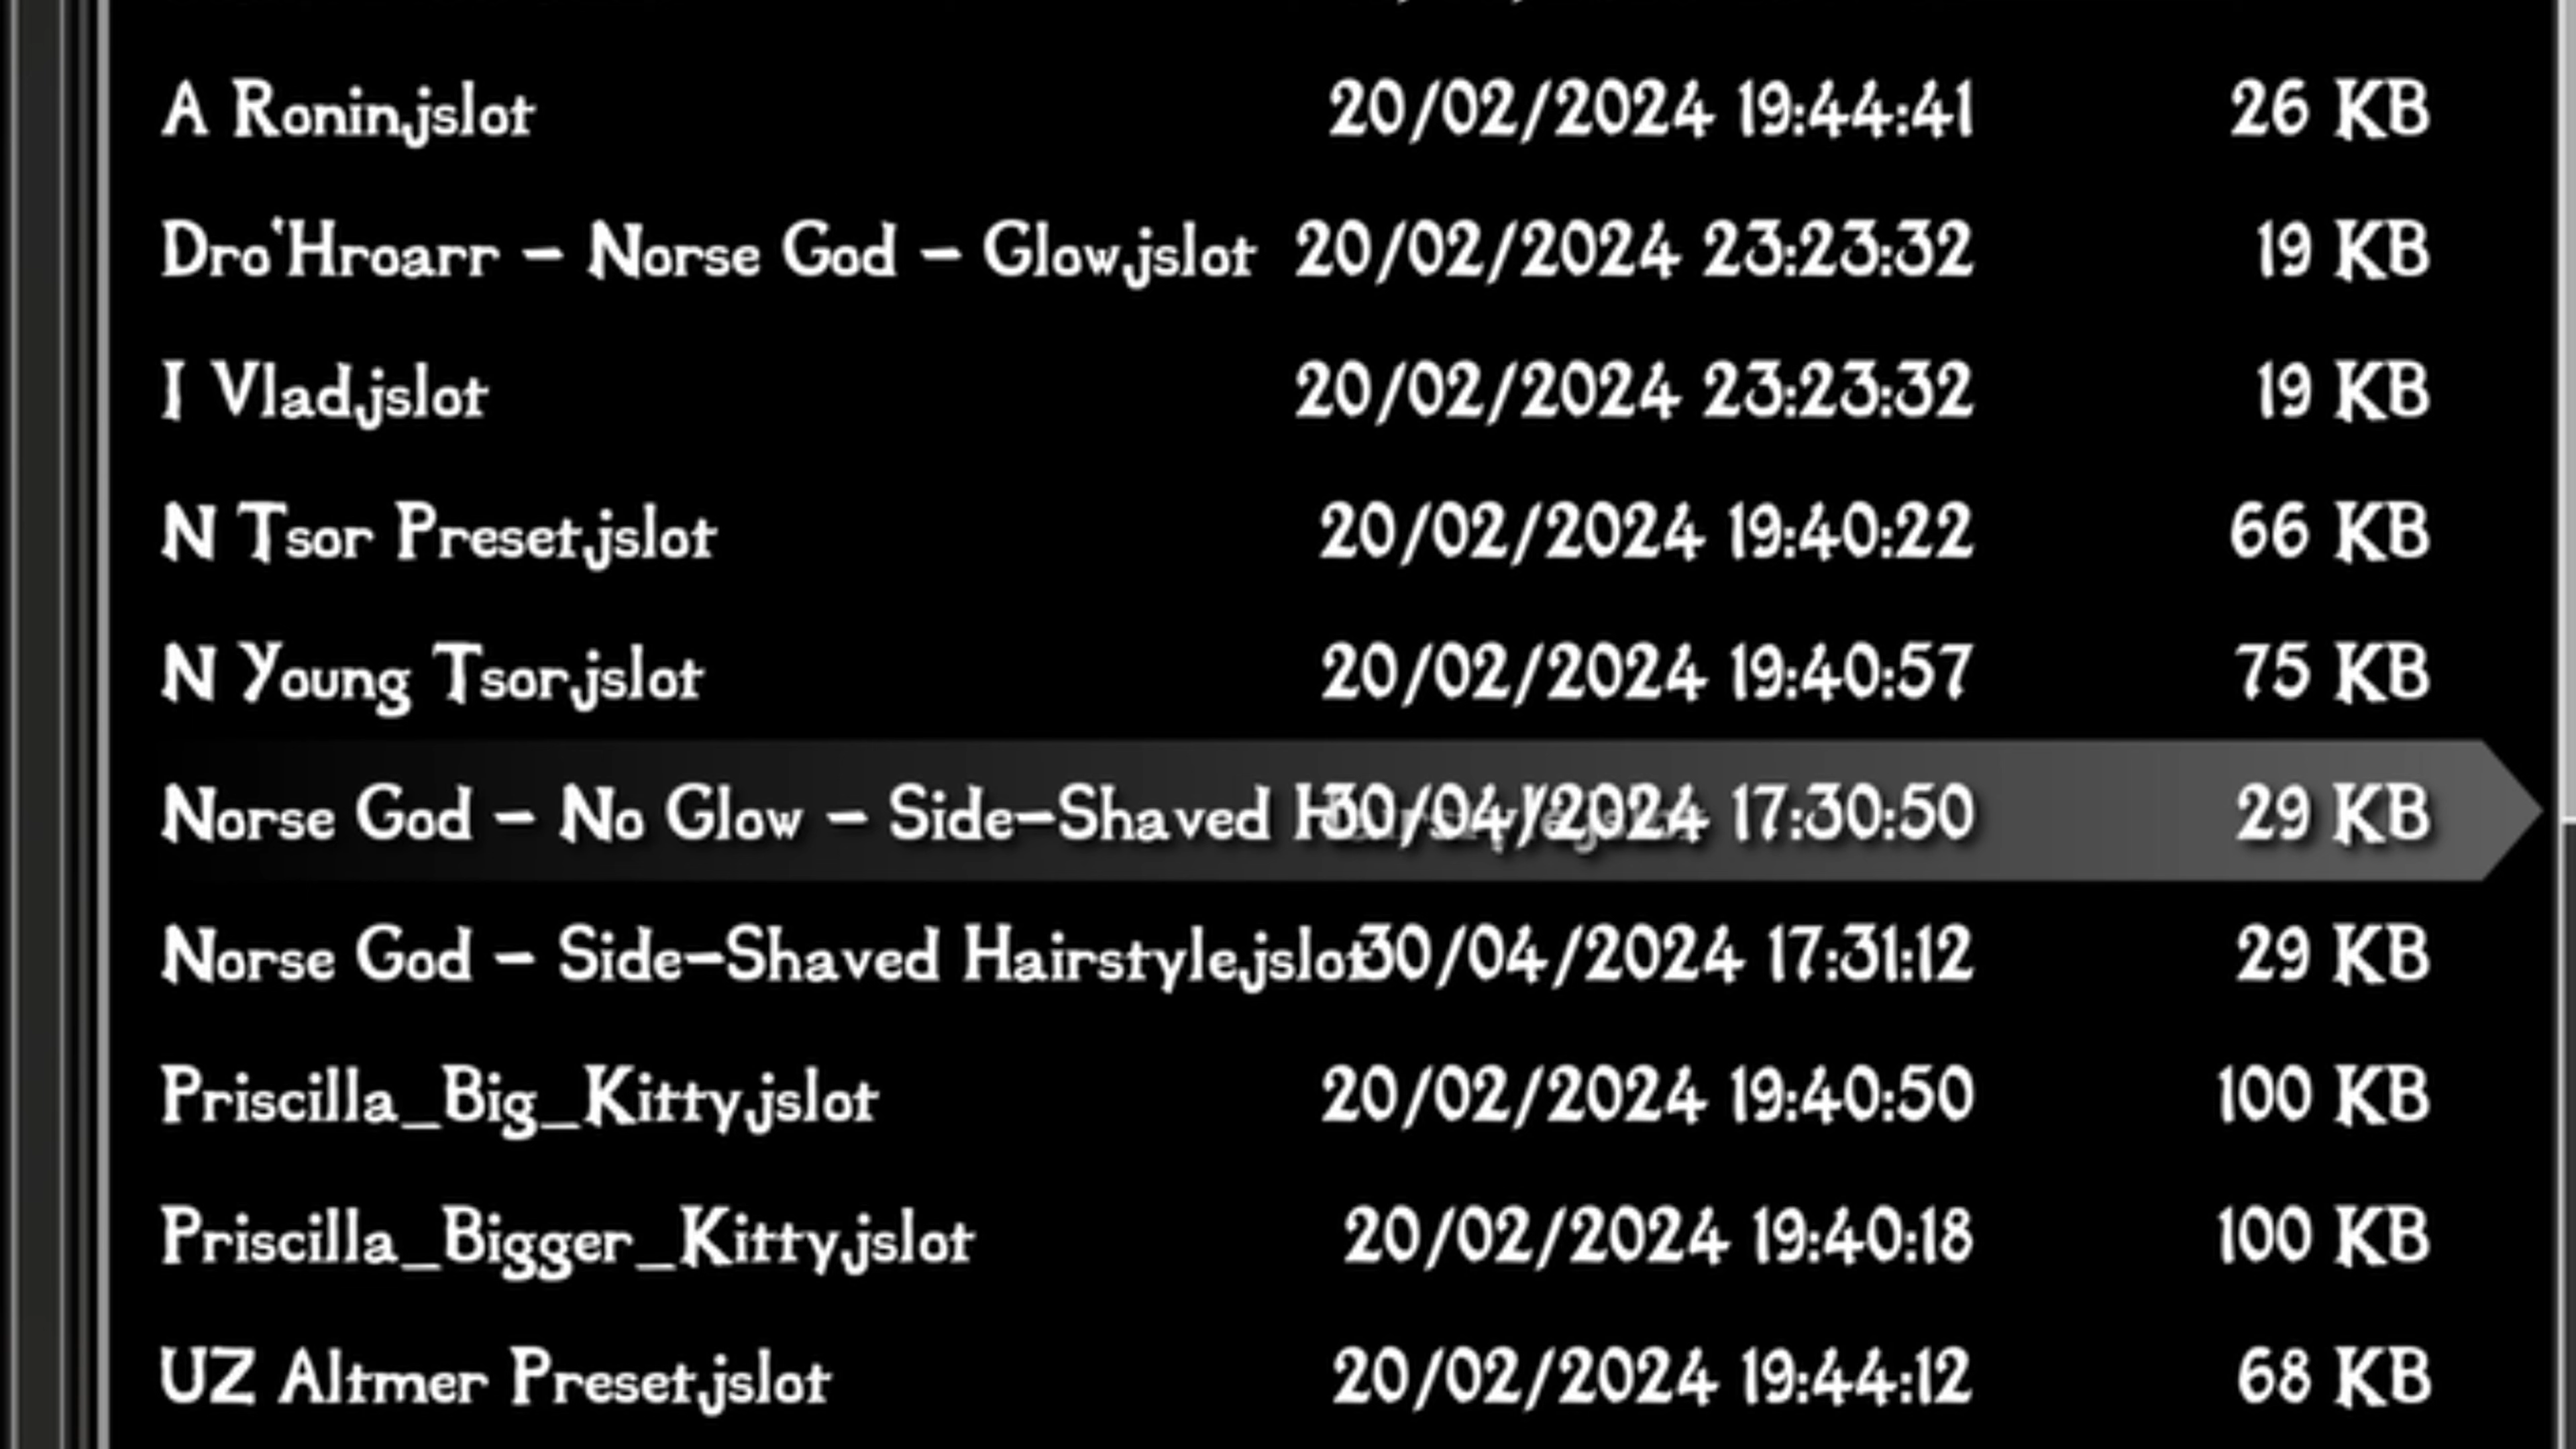 A Ronin.jslot 20/02/2024 19:44:41 26 KB
Dro'Hroarr - Norse God - Glow.jslot 20/02/2024 23:23:32 19 KB
I Vlad.jslot 20/02/2024 23:23:32 19 KB
N Tsor Preset.jslot 20/02/2024 19:40:22 66 KB
N Young Tsor.jslot 20/02/2024 19:40:57 75 KB
Norse God - No Glow - Side-Shaved Hairstyle.jslot 30/04/2024 17:30:50 29 KB
Norse God - Side-Shaved Hairstyle.jslot 30/04/2024 17:31:12 29 KB
Priscilla_Big_Kitty.jslot 20/02/2024 19:40:50 100 KB
Priscilla_Bigger_Kitty.jslot 20/02/2024 19:40:18 100 KB
UZ Altmer Preset.jslot 20/02/2024 19:44:12 68 KB